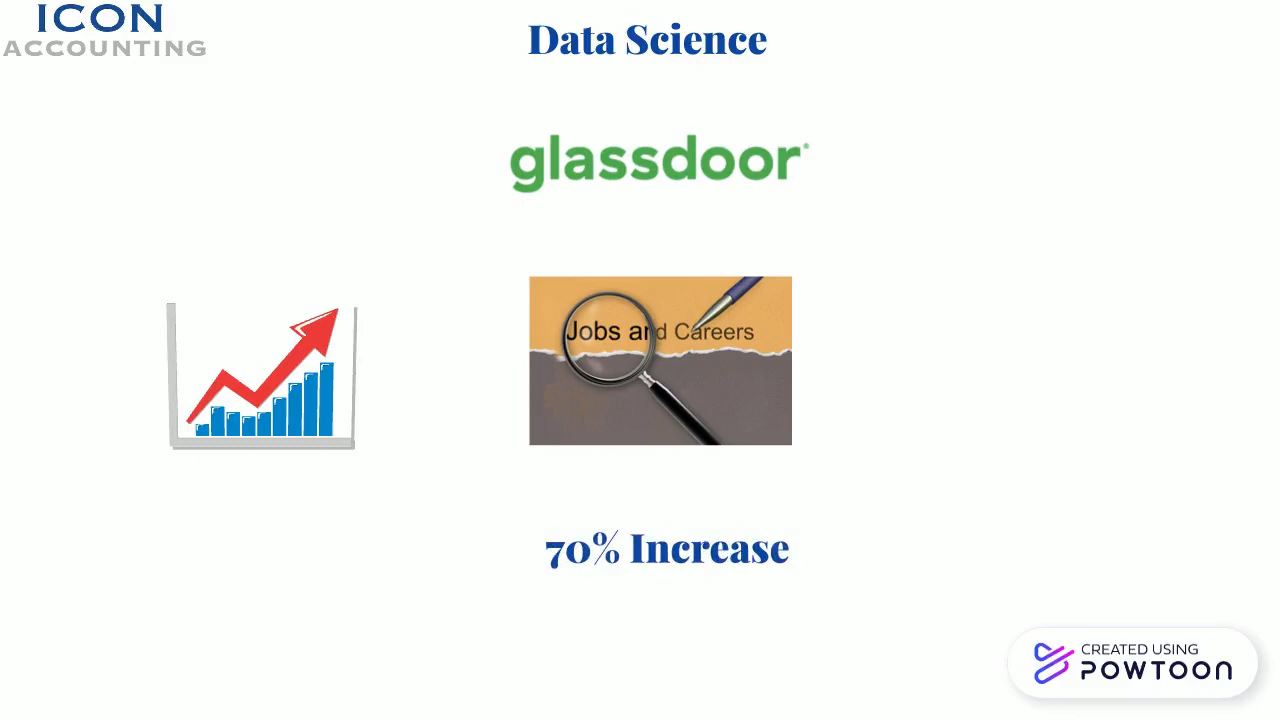 ICON
ACCOUNTING
Data Science
glassdoor
Jobs and Careers
70% Increase
CREATED USING
POWTOON